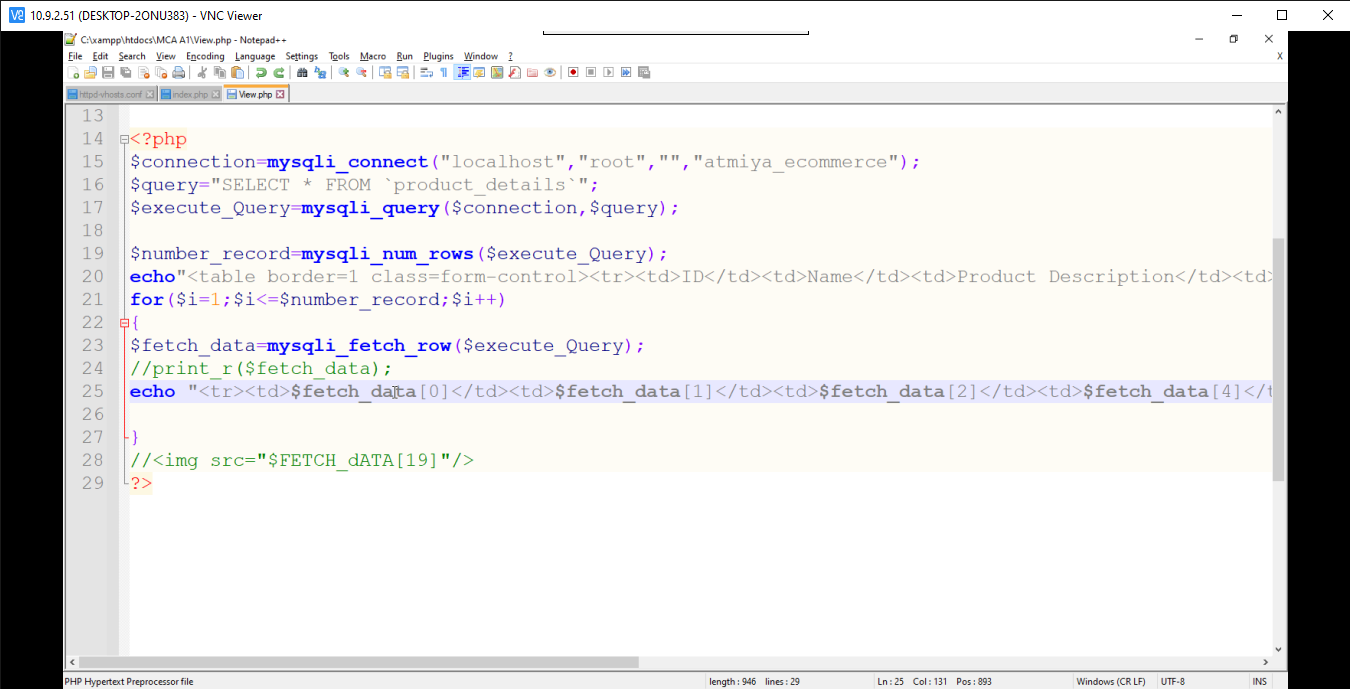 10.9.2.51 (DESKTOP-2ONU383) - VNC Viewer
C:\xampp\htdocs\MCA A1\View.php - Notepad++
File Edit Search View Encoding Language Settings Tools Macro Run Plugins Window ?
X
httpd-vhosts.conf index.php View.php
13
14 <?php
15 $connection=mysqli_connect("localhost","root","","atmiya_ecommerce");
16 $query="SELECT * FROM `product_details`";
17 $execute_Query=mysqli_query($connection,$query);
18
19 $number_record=mysqli_num_rows($execute_Query);
20 echo"<table border=1 class=form-control><tr><td>ID</td><td>Name</td><td>Product Description</td><td>
21 for($i=1;$i<=$number_record;$i++)
22 {
23 $fetch_data=mysqli_fetch_row($execute_Query);
24 //print_r($fetch_data);
25 echo "<tr><td>$fetch_data[0]</td><td>$fetch_data[1]</td><td>$fetch_data[2]</td><td>$fetch_data[4]</t
26
27 }
28 //<img src="$FETCH_dATA[19]"/>
29 ?>
PHP Hypertext Preprocessor file length : 946 lines : 29 Ln : 25 Col : 131 Pos : 893 Windows (CR LF) UTF-8 INS